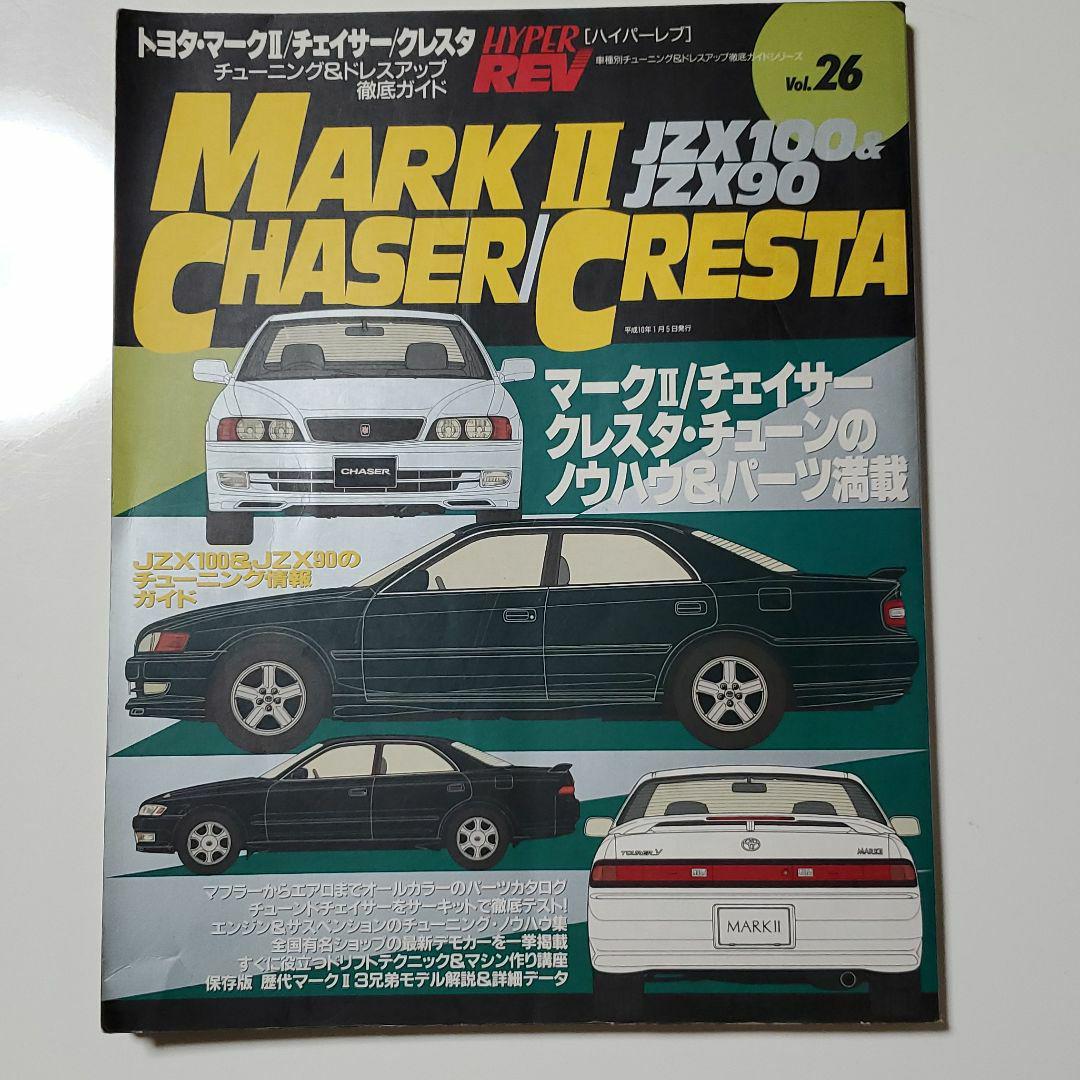 トヨタ・マークII/チェイサー/クレスタ
チューニング&ドレスアップ
徹底ガイド
HYPER
REV
[ハイパーレブ]
車種別チューニング&ドレスアップ徹底ガイドシリーズ
Vol.26
MARK II
JZX100&
JZX90
CHASER/CRESTA
平成10年1月5日発行
マークII/チェイサー
クレスタ・チューンの
ノウハウ&パーツ満載
CHASER
JZX100&JZX90の
チューニング情報
ガイド
TOURER V
MARK II
MARK II
マフラーからエアロまでオールカラーのパーツカタログ
チューンドチェイサーをサーキットで徹底テスト!
エンジン&サスペンションのチューニング・ノウハウ集
全国有名ショップの最新デモカーを一挙掲載
すぐに役立つドリフトテクニック&マシン作り講座
保存版 歴代マークII3兄弟モデル解説&詳細データ